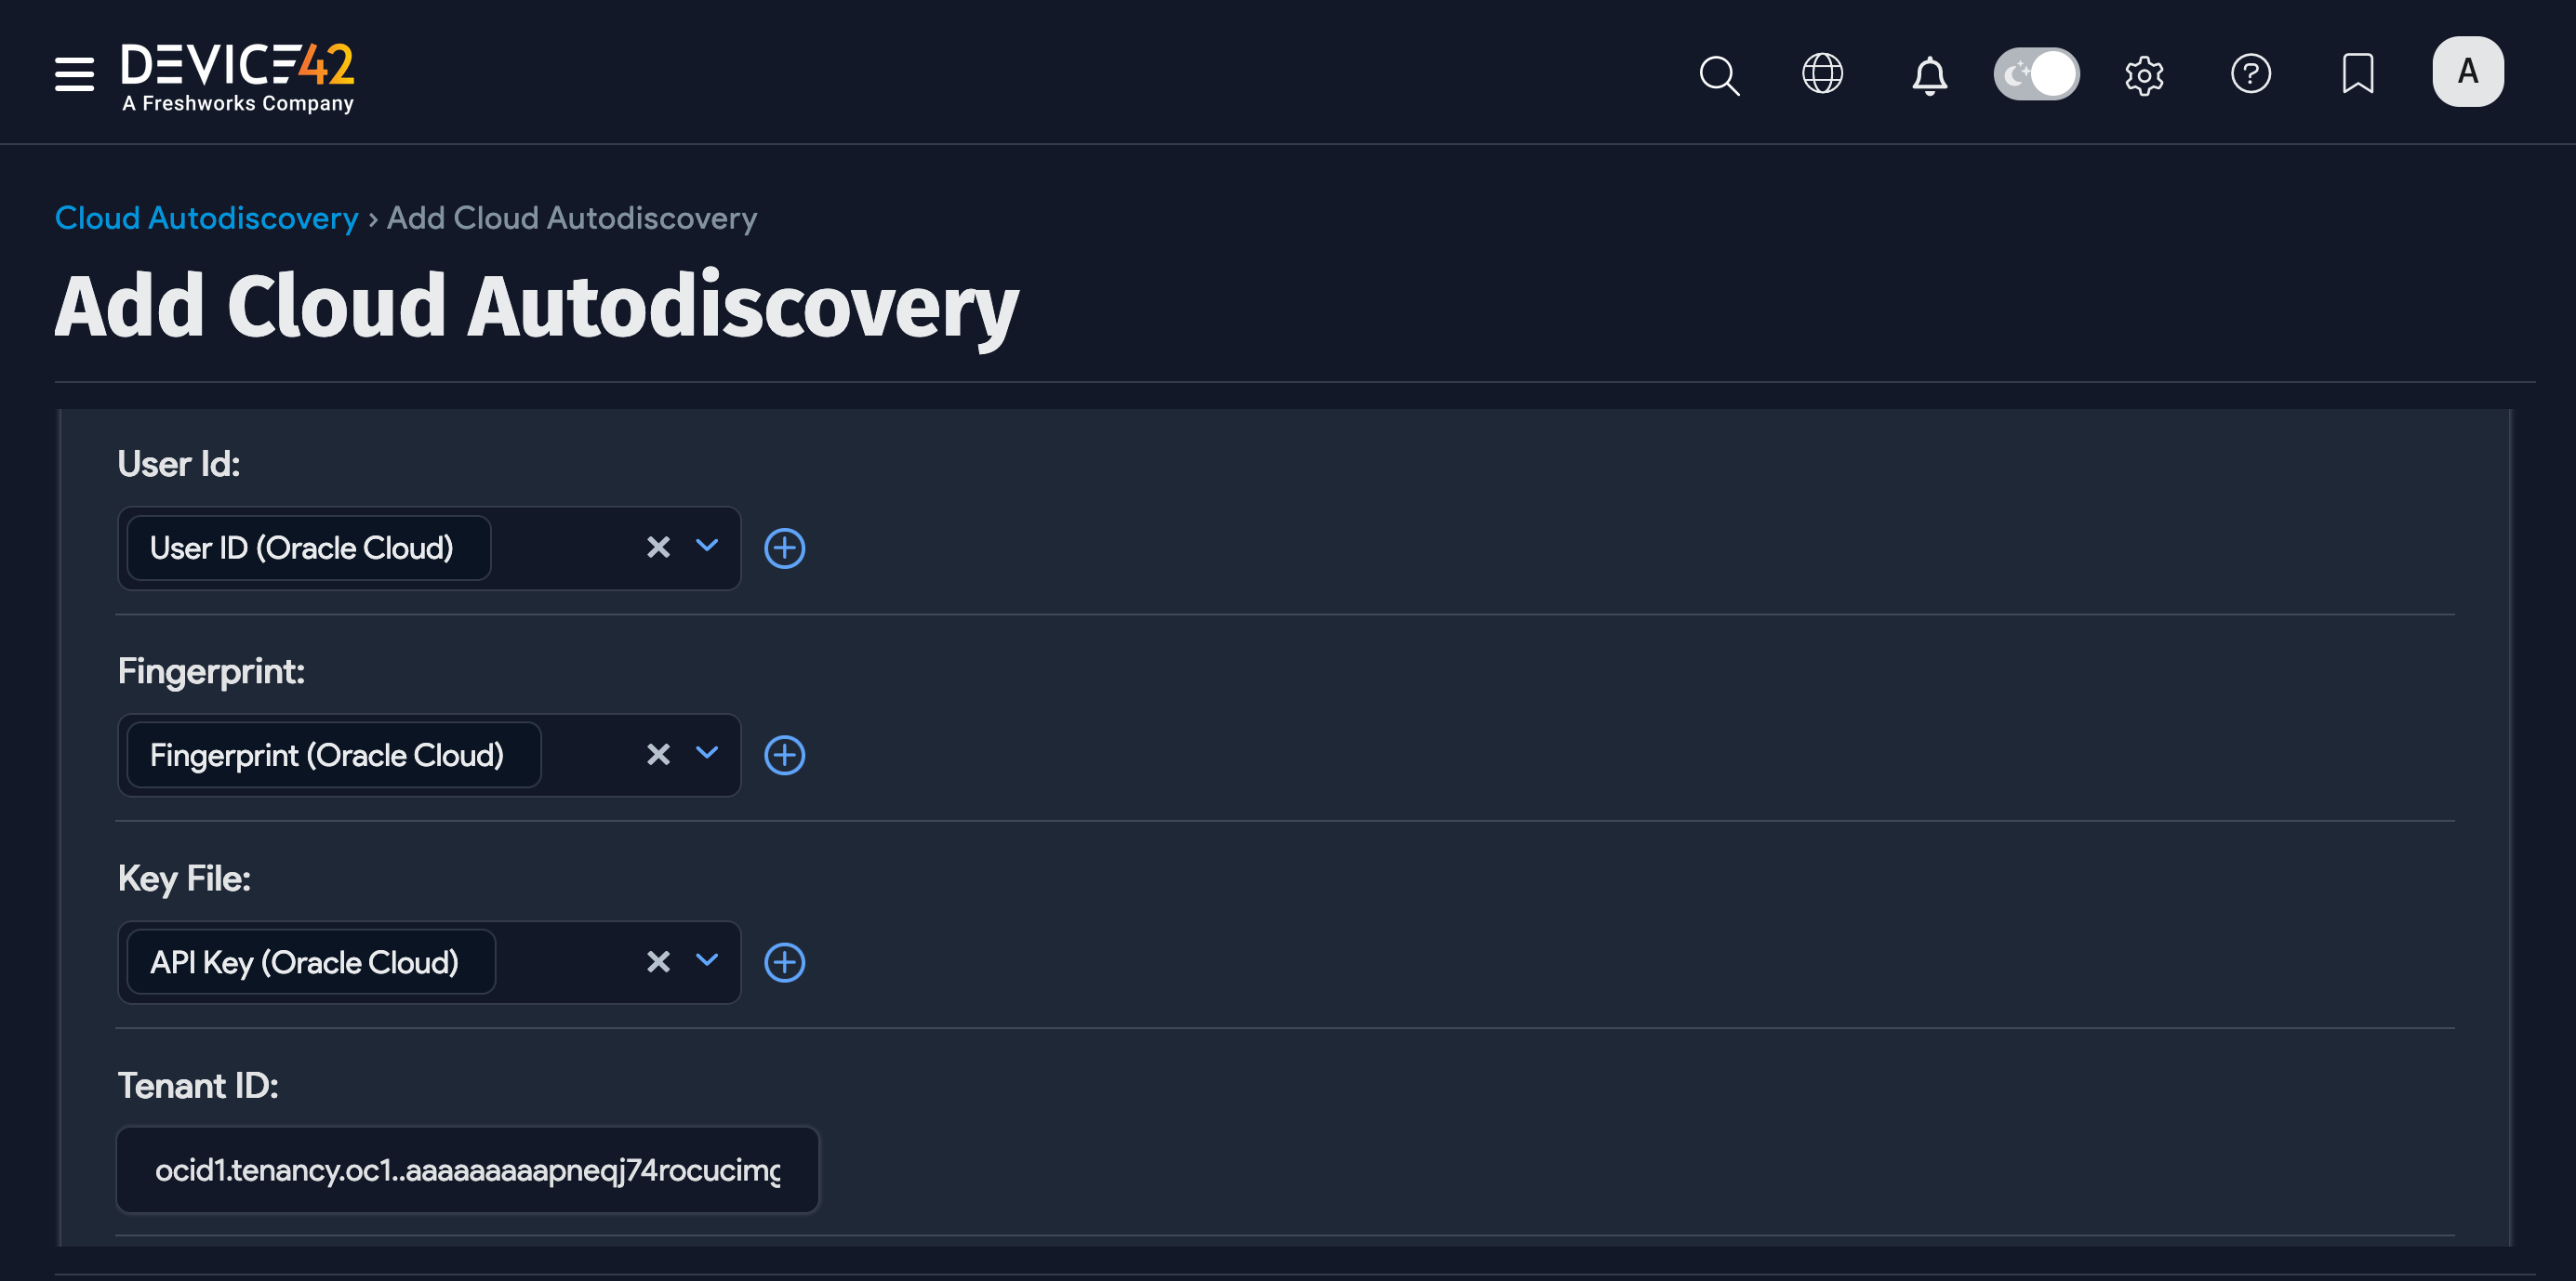 DEVICE42
A Freshworks Company
A
Cloud Autodiscovery › Add Cloud Autodiscovery
Add Cloud Autodiscovery
User Id:
User ID (Oracle Cloud)
Fingerprint:
Fingerprint (Oracle Cloud)
Key File:
API Key (Oracle Cloud)
Tenant ID:
ocid1.tenancy.oc1..aaaaaaaaapneqj74rocucimg